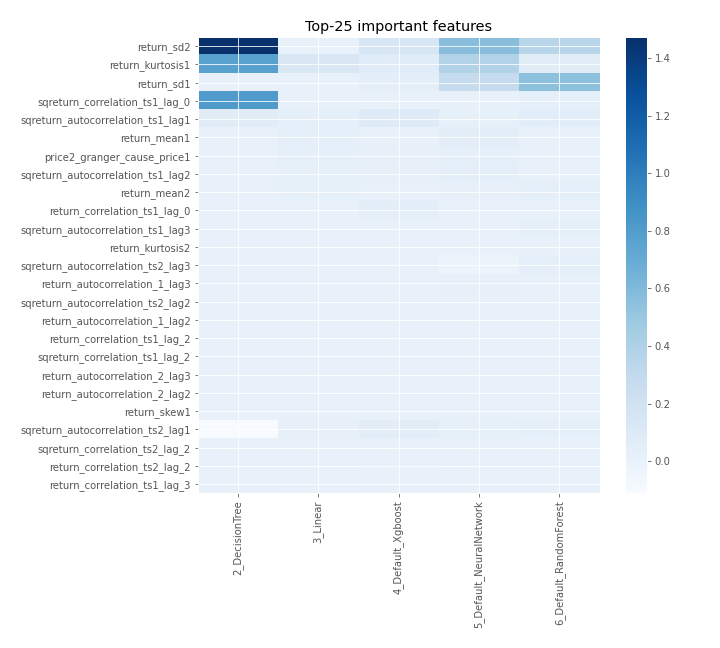 Top-25 important features
return_sd2
return_kurtosis1
return_sd1
sqreturn_correlation_ts1_lag_0
sqreturn_autocorrelation_ts1_lag1
return_mean1
price2_granger_cause_price1
sqreturn_autocorrelation_ts1_lag2
return_mean2
return_correlation_ts1_lag_0
sqreturn_autocorrelation_ts1_lag3
return_kurtosis2
sqreturn_autocorrelation_ts2_lag3
return_autocorrelation_1_lag3
sqreturn_autocorrelation_ts2_lag2
return_autocorrelation_1_lag2
return_correlation_ts1_lag_2
sqreturn_correlation_ts1_lag_2
return_autocorrelation_2_lag3
return_autocorrelation_2_lag2
return_skew1
sqreturn_autocorrelation_ts2_lag1
sqreturn_correlation_ts2_lag_2
return_correlation_ts2_lag_2
return_correlation_ts1_lag_3
2_DecisionTree
3_Linear
4_Default_Xgboost
5_Default_NeuralNetwork
6_Default_RandomForest
1.4
1.2
1.0
0.8
0.6
0.4
0.2
0.0